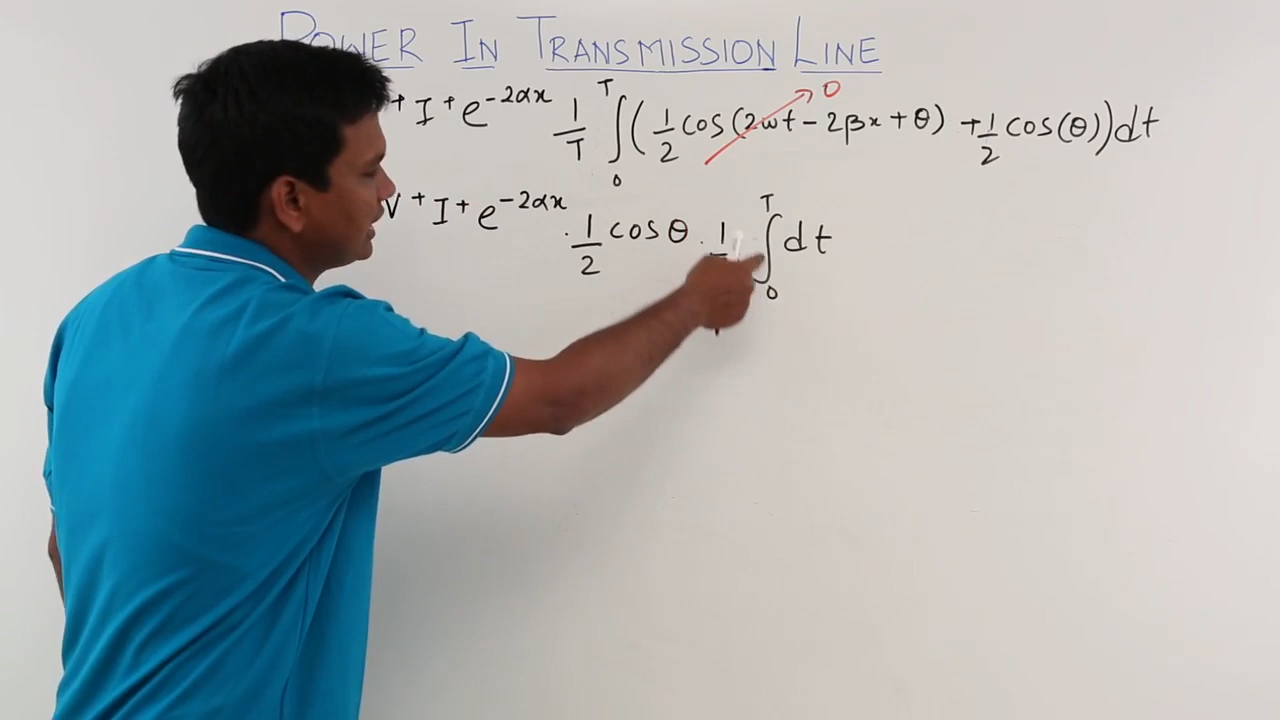 POWER IN TRANSMISSION LINE
+ I+ e^-2αx 1/T ∫_0^T (1/2 cos(2ωt - 2βx + θ) + 1/2 cos(θ)) dt → 0
V+ I+ e^-2αx . 1/2 cos θ . 1 ∫_0^T dt